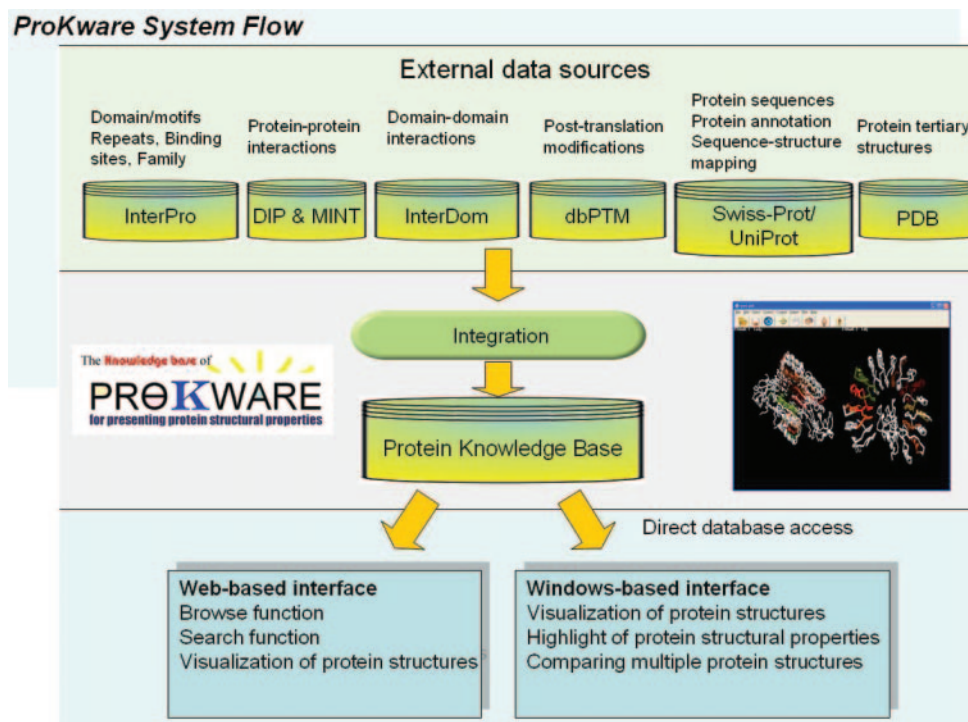 ProKware System Flow
External data sources
Domain/motifs
Repeats, Binding
sites, Family
Protein-protein
interactions
Domain-domain
interactions
Post-translation
modifications
Protein sequences
Protein annotation
Sequence-structure
mapping
Protein tertiary
structures
InterPro
DIP & MINT
InterDom
dbPTM
Swiss-Prot/
UniProt
PDB
Integration
The Knowledge base of
PROKWARE
for presenting protein structural properties
Protein Knowledge Base
Direct database access
Web-based interface
Browse function
Search function
Visualization of protein structures
Windows-based interface
Visualization of protein structures
Highlight of protein structural properties
Comparing multiple protein structures